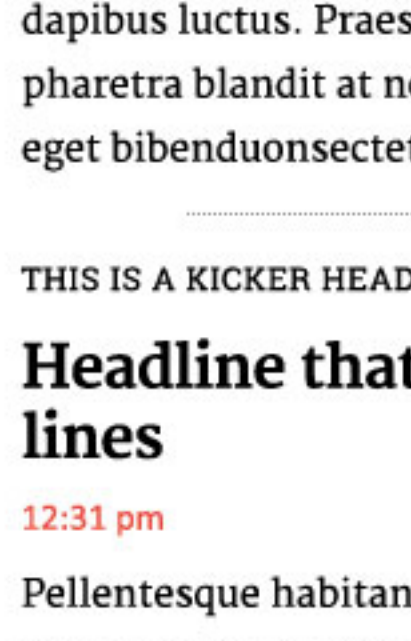 dapibus luctus. Praes
pharetra blandit at n
eget bibenduonsectet
THIS IS A KICKER HEAD
Headline that
lines
12:31 pm
Pellentesque habitan